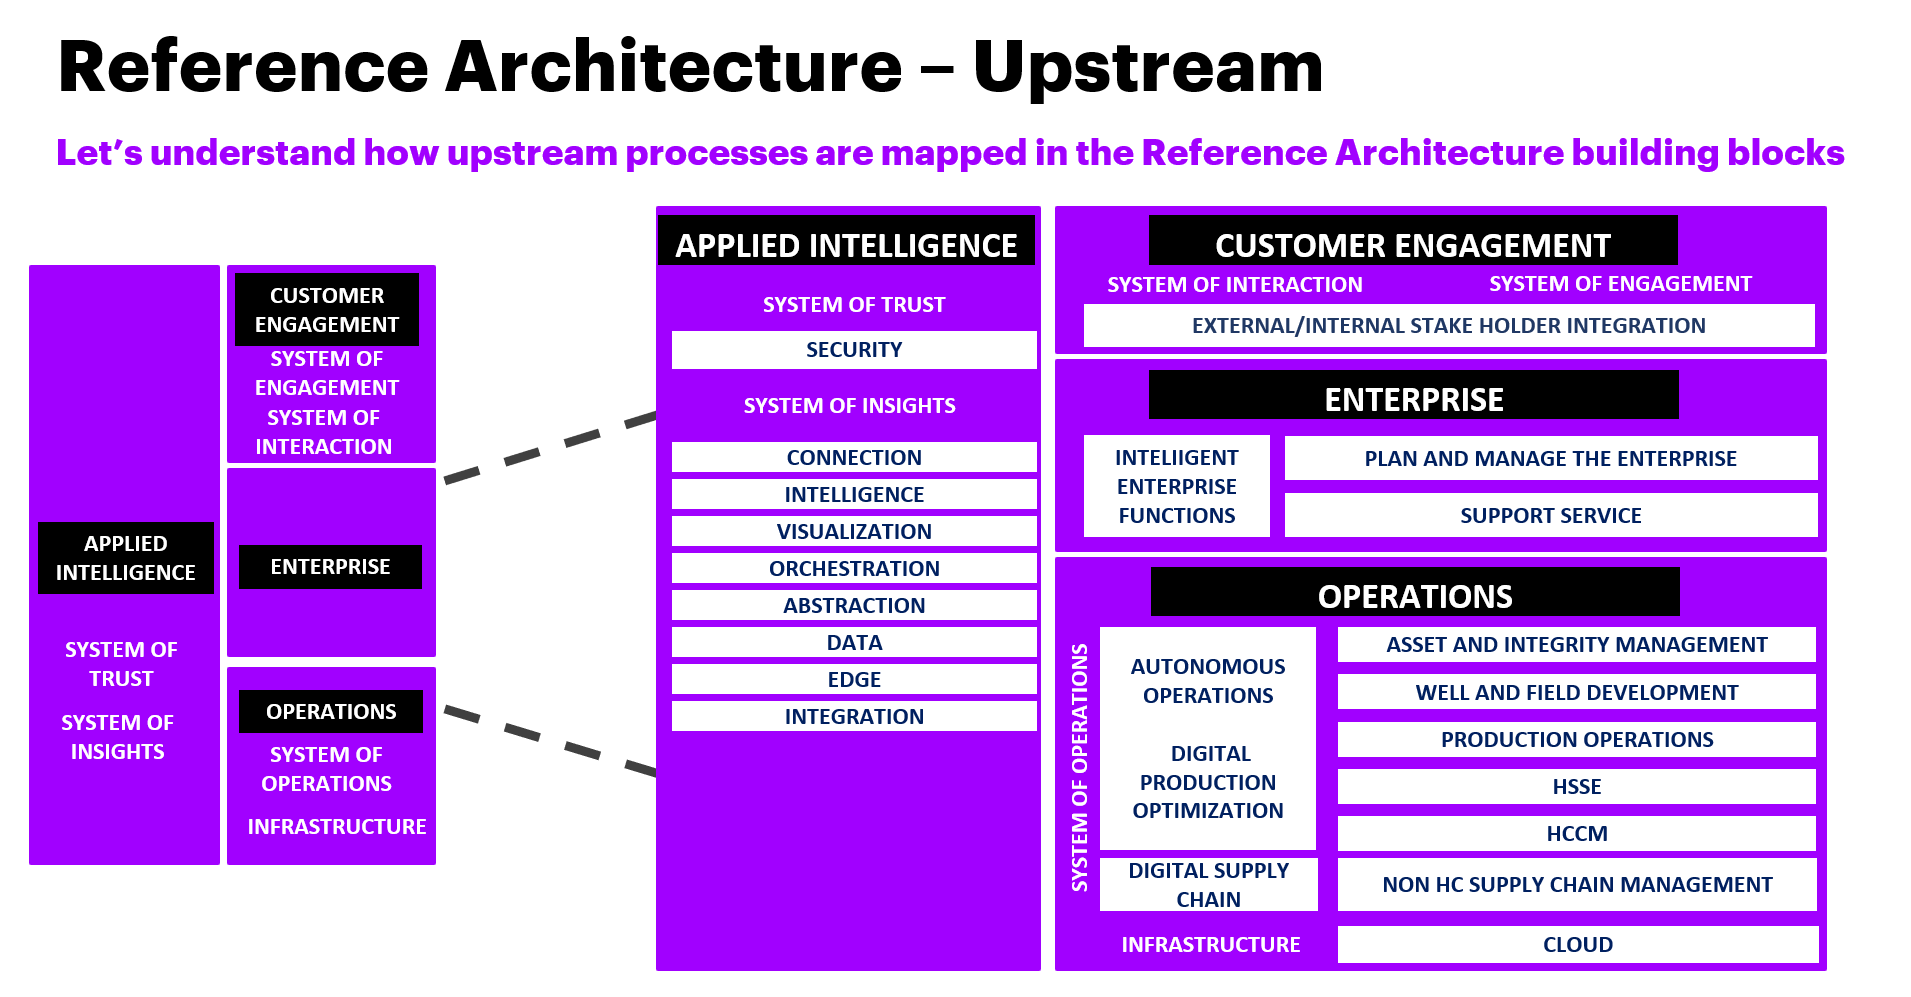 Reference Architecture – Upstream
Let’s understand how upstream processes are mapped in the Reference Architecture building blocks
APPLIED
INTELLIGENCE
SYSTEM OF
TRUST
SYSTEM OF
INSIGHTS
CUSTOMER
ENGAGEMENT
SYSTEM OF
ENGAGEMENT
SYSTEM OF
INTERACTION
ENTERPRISE
OPERATIONS
SYSTEM OF
OPERATIONS
INFRASTRUCTURE
APPLIED INTELLIGENCE
SYSTEM OF TRUST
SECURITY
SYSTEM OF INSIGHTS
CONNECTION
INTELLIGENCE
VISUALIZATION
ORCHESTRATION
ABSTRACTION
DATA
EDGE
INTEGRATION
CUSTOMER ENGAGEMENT
SYSTEM OF INTERACTION
SYSTEM OF ENGAGEMENT
EXTERNAL/INTERNAL STAKE HOLDER INTEGRATION
ENTERPRISE
INTELIIGENT
ENTERPRISE
FUNCTIONS
PLAN AND MANAGE THE ENTERPRISE
SUPPORT SERVICE
OPERATIONS
SYSTEM OF OPERATIONS
AUTONOMOUS
OPERATIONS
DIGITAL
PRODUCTION
OPTIMIZATION
ASSET AND INTEGRITY MANAGEMENT
WELL AND FIELD DEVELOPMENT
PRODUCTION OPERATIONS
HSSE
HCCM
DIGITAL SUPPLY
CHAIN
NON HC SUPPLY CHAIN MANAGEMENT
INFRASTRUCTURE
CLOUD